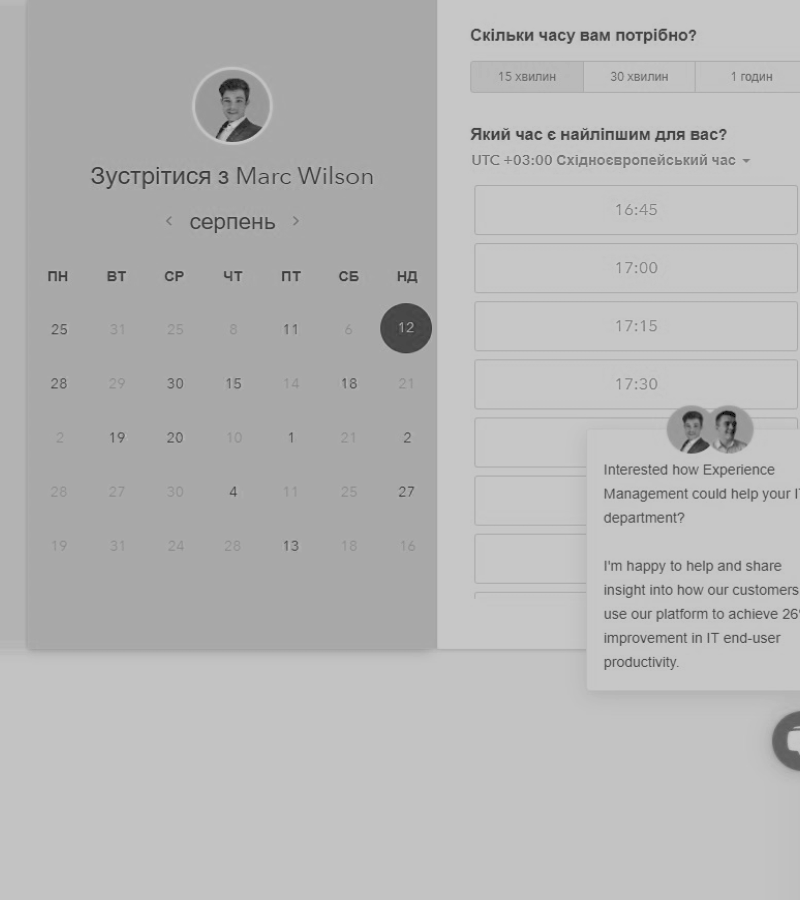 Зустрітися з Marc Wilson
серпень
ПН ВТ СР ЧТ ПТ СБ НД
25 31 25 8 11 6 12
28 29 30 15 14 18 21
2 19 20 10 1 21 2
28 27 30 4 11 25 27
19 31 24 28 13 18 16
Скільки часу вам потрібно?
15 хвилин 30 хвилин 1 годин
Який час є найліпшим для вас?
UTC +03:00 Східноєвропейський час
16:45
17:00
17:15
17:30
Interested how Experience
Management could help your IT
department?
I'm happy to help and share
insight into how our customers
use our platform to achieve 26%
improvement in IT end-user
productivity.